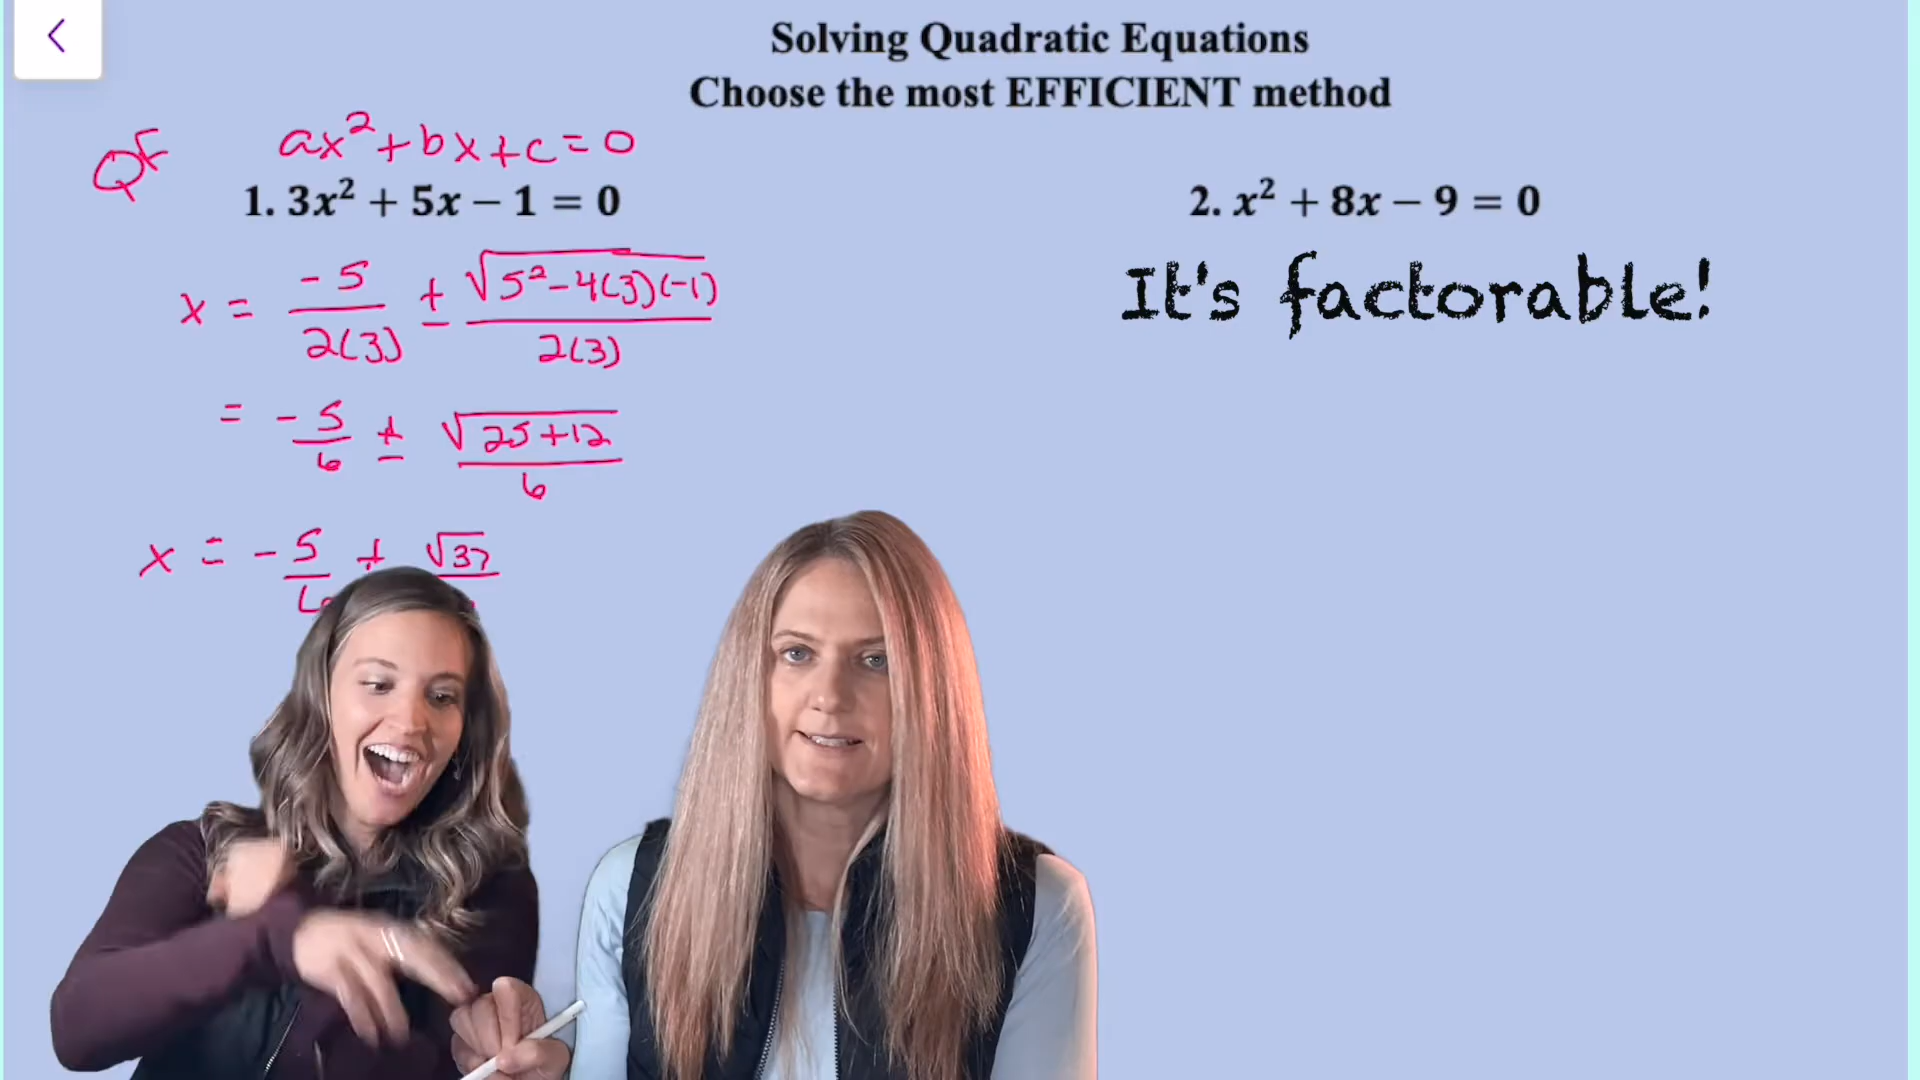 Solving Quadratic Equations
Choose the most EFFICIENT method
QF
ax² + bx + c = 0
1. 3x² + 5x − 1 = 0
x = -5/2(3) ± √(5² - 4(3)(-1))/2(3)
= -5/6 ± √(25+12)/6
x = -5/6 ± √37
2. x² + 8x − 9 = 0
It's factorable!